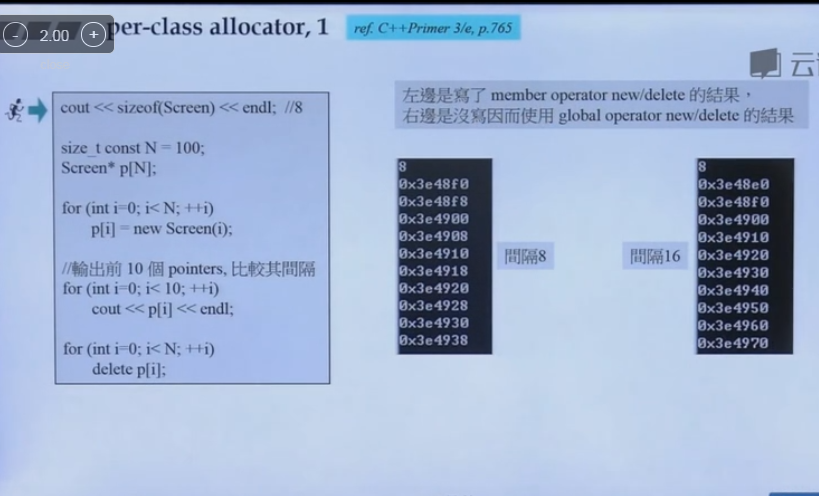 - 2.00 +
per-class allocator, 1
ref. C++Primer 3/e, p.765
云
cout << sizeof(Screen) << endl; //8
size_t const N = 100;
Screen* p[N];
for (int i=0; i< N; ++i)
p[i] = new Screen(i);
//輸出前 10 個 pointers, 比較其間隔
for (int i=0; i< 10; ++i)
cout << p[i] << endl;
for (int i=0; i< N; ++i)
delete p[i];
左邊是寫了 member operator new/delete 的結果，
右邊是沒寫因而使用 global operator new/delete 的結果
8
0x3e48f0
0x3e48f8
0x3e4900
0x3e4908
0x3e4910
0x3e4918
0x3e4920
0x3e4928
0x3e4930
0x3e4938
間隔8
間隔16
8
0x3e48e0
0x3e48f0
0x3e4900
0x3e4910
0x3e4920
0x3e4930
0x3e4940
0x3e4950
0x3e4960
0x3e4970